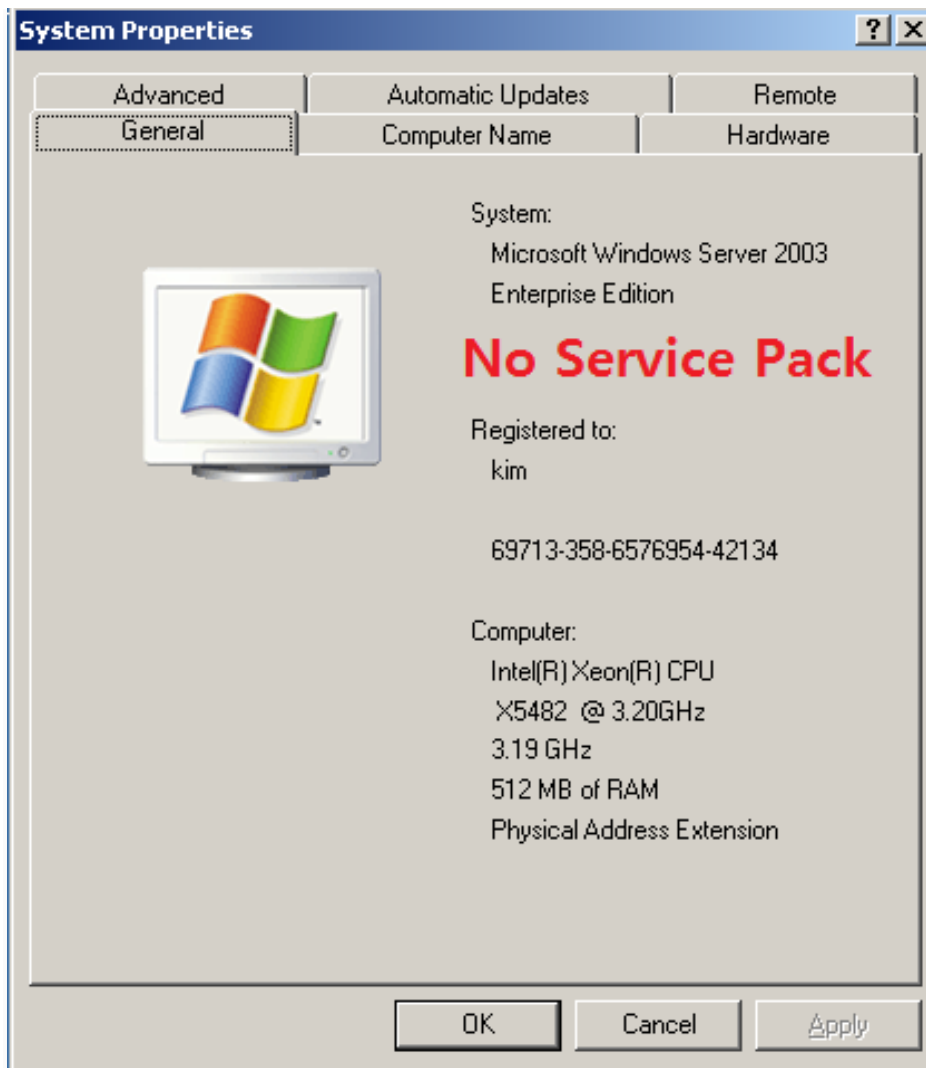 System Properties
Advanced Automatic Updates Remote
General Computer Name Hardware
System:
Microsoft Windows Server 2003
Enterprise Edition
No Service Pack
Registered to:
kim
69713-358-6576954-42134
Computer:
Intel(R) Xeon(R) CPU
X5482 @ 3.20GHz
3.19 GHz
512 MB of RAM
Physical Address Extension
OK Cancel Apply